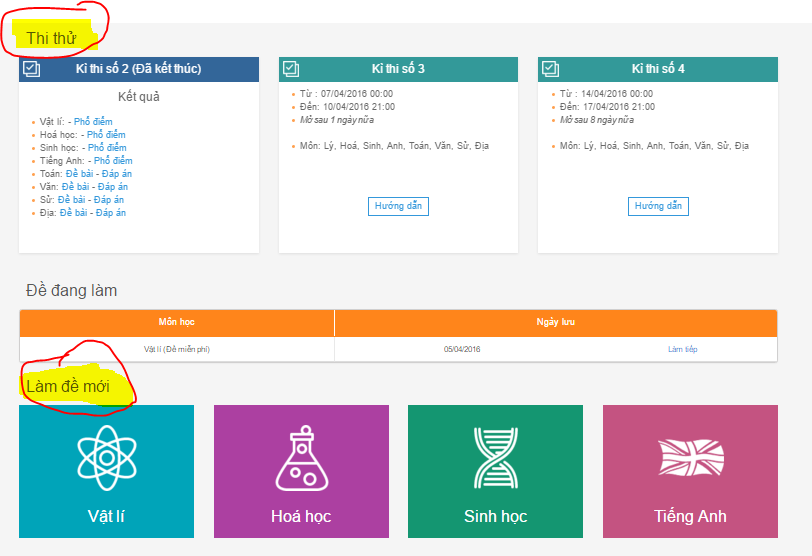 Thi thử
Kì thi số 2 (Đã kết thúc)
Kết quả
Vật lí: - Phổ điểm
Hoá học: - Phổ điểm
Sinh học: - Phổ điểm
Tiếng Anh: - Phổ điểm
Toán: Đề bài - Đáp án
Văn: Đề bài - Đáp án
Sử: Đề bài - Đáp án
Địa: Đề bài - Đáp án
Kì thi số 3
Từ : 07/04/2016 00:00
Đến: 10/04/2016 21:00
Mở sau 1 ngày nữa
Môn: Lý, Hoá, Sinh, Anh, Toán, Văn, Sử, Địa
Hướng dẫn
Kì thi số 4
Từ : 14/04/2016 00:00
Đến: 17/04/2016 21:00
Mở sau 8 ngày nữa
Môn: Lý, Hoá, Sinh, Anh, Toán, Văn, Sử, Địa
Hướng dẫn
Đề đang làm
Môn học Ngày lưu
Vật lí (Đề miễn phí) 05/04/2016 Làm tiếp
Làm đề mới
Vật lí Hoá học Sinh học Tiếng Anh